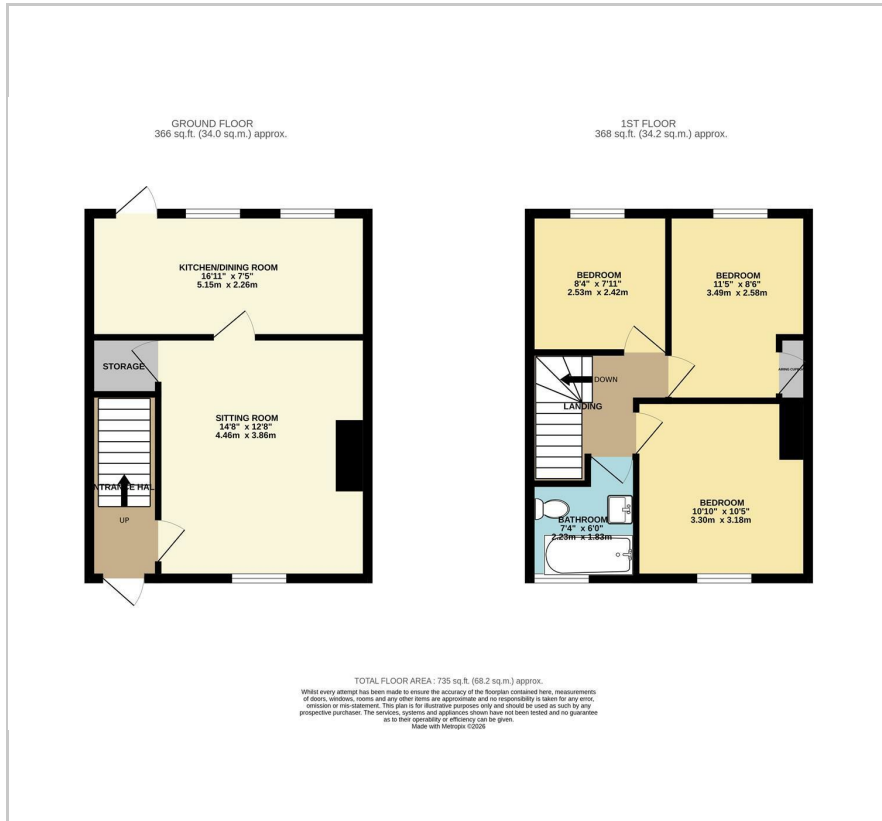 GROUND FLOOR
366 sq.ft. (34.0 sq.m.) approx.
KITCHEN/DINING ROOM
16'11" x 7'5"
5.15m x 2.26m
STORAGE
SITTING ROOM
14'8" x 12'8"
4.46m x 3.86m
NTRANCE HAL
UP
1ST FLOOR
368 sq.ft. (34.2 sq.m.) approx.
BEDROOM
8'4" x 7'11"
2.53m x 2.42m
BEDROOM
11'5" x 8'6"
3.49m x 2.58m
DOWN
LANDING
BEDROOM
10'10" x 10'5"
3.30m x 3.18m
BATHROOM
7'4" x 6'0"
2.23m x 1.83m
TOTAL FLOOR AREA : 735 sq.ft. (68.2 sq.m.) approx.
Whilst every attempt has been made to ensure the accuracy of the floorplan contained here, measurements
of doors, windows, rooms and any other items are approximate and no responsibility is taken for any error,
omission or mis-statement. This plan is for illustrative purposes only and should be used as such by any
prospective purchaser. The services, systems and appliances shown have not been tested and no guarantee
as to their operability or efficiency can be given.
Made with Metropix ©2026